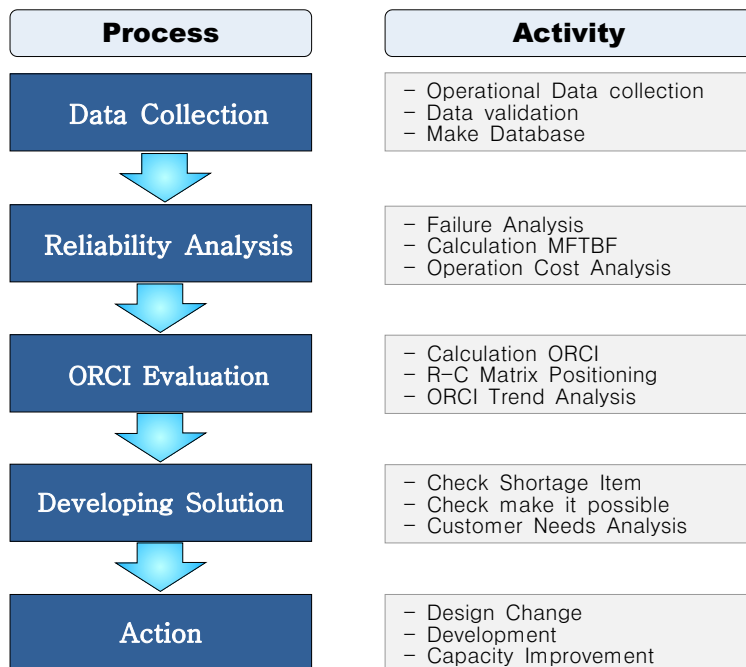 Process
Activity
Data Collection
- Operational Data collection
- Data validation
- Make Database
Reliability Analysis
- Failure Analysis
- Calculation MFTBF
- Operation Cost Analysis
ORCI Evaluation
- Calculation ORCI
- R-C Matrix Positioning
- ORCI Trend Analysis
Developing Solution
- Check Shortage Item
- Check make it possible
- Customer Needs Analysis
Action
- Design Change
- Development
- Capacity Improvement